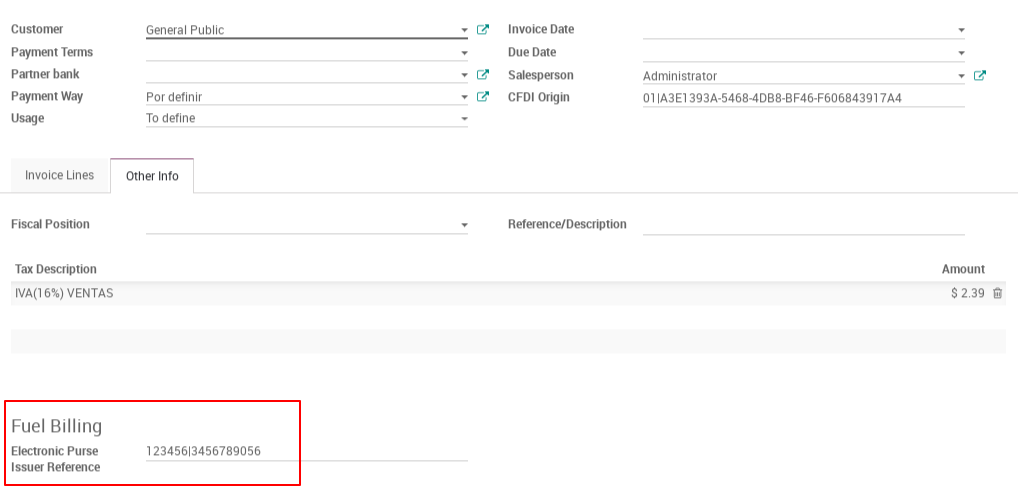 Customer General Public Invoice Date
Payment Terms Due Date
Partner bank Salesperson Administrator
Payment Way Por definir CFDI Origin 01|A3E1393A-5468-4DB8-BF46-F606843917A4
Usage To define
Invoice Lines Other Info
Fiscal Position Reference/Description
Tax Description Amount
IVA(16%) VENTAS $ 2.39
Fuel Billing
Electronic Purse 123456|3456789056
Issuer Reference